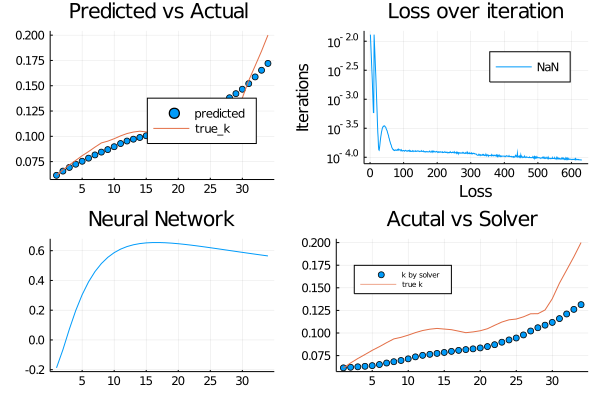 Predicted vs Actual
0.200
0.175
0.150
0.125
0.100
0.075
predicted
true_k
5 10 15 20 25 30
Loss over iteration
Iterations
10^-2.0
10^-2.5
10^-3.0
10^-3.5
10^-4.0
NaN
0 100 200 300 400 500 600
Loss
Neural Network
0.6
0.4
0.2
0.0
-0.2
5 10 15 20 25 30
Acutal vs Solver
0.200
0.175
0.150
0.125
0.100
0.075
k by solver
true k
5 10 15 20 25 30